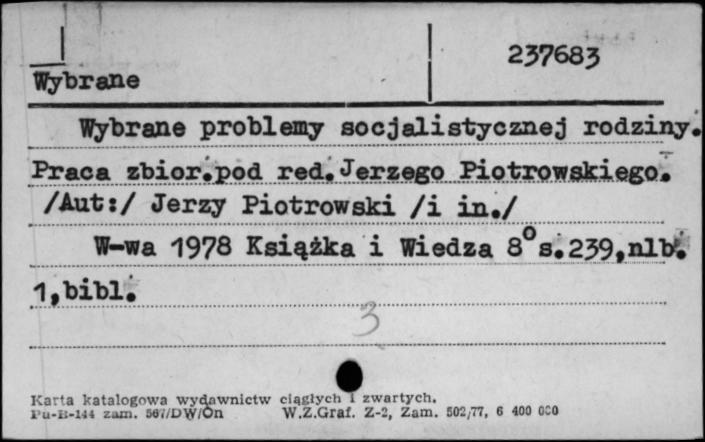 237683
Wybrane
Wybrane problemy socjalistycznej rodziny.
Praca zbior.pod red.Jerzego Piotrowskiego.
/Aut:/ Jerzy Piotrowski /i in./
W-wa 1978 Książka i Wiedza 8° s.239,nlb.
1,bibl.
3
Karta katalogowa wydawnictw ciągłych i zwartych.
Pu-B-144 zam. 567/DW/On W.Z.Graf. Z-2, Zam. 502/77, 6 400 000